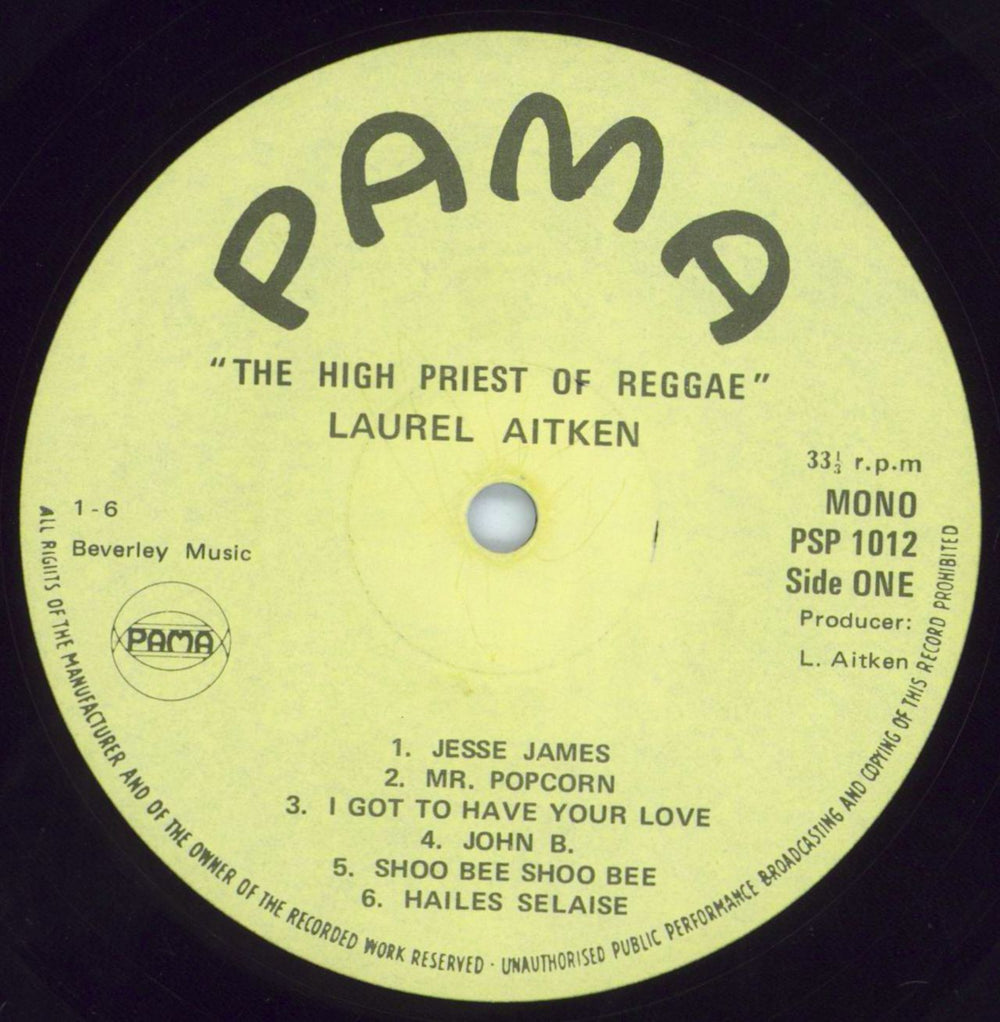 PAMA
“THE HIGH PRIEST OF REGGAE”
LAUREL AITKEN
33⅓ r.p.m
MONO
PSP 1012
Side ONE
Producer:
L. Aitken
1-6
Beverley Music
PAMA
1. JESSE JAMES
2. MR. POPCORN
3. I GOT TO HAVE YOUR LOVE
4. JOHN B.
5. SHOO BEE SHOO BEE
6. HAILES SELAISE
ALL RIGITS OF THE MANUFACTURER AND OF THE OWNER OF THE RECORDED WORK RESERVED · UNAUTHORISED PUBLIC PERFORMANCE BROADCASTING AND COPYING OF THIS RECORD PROHIBITED